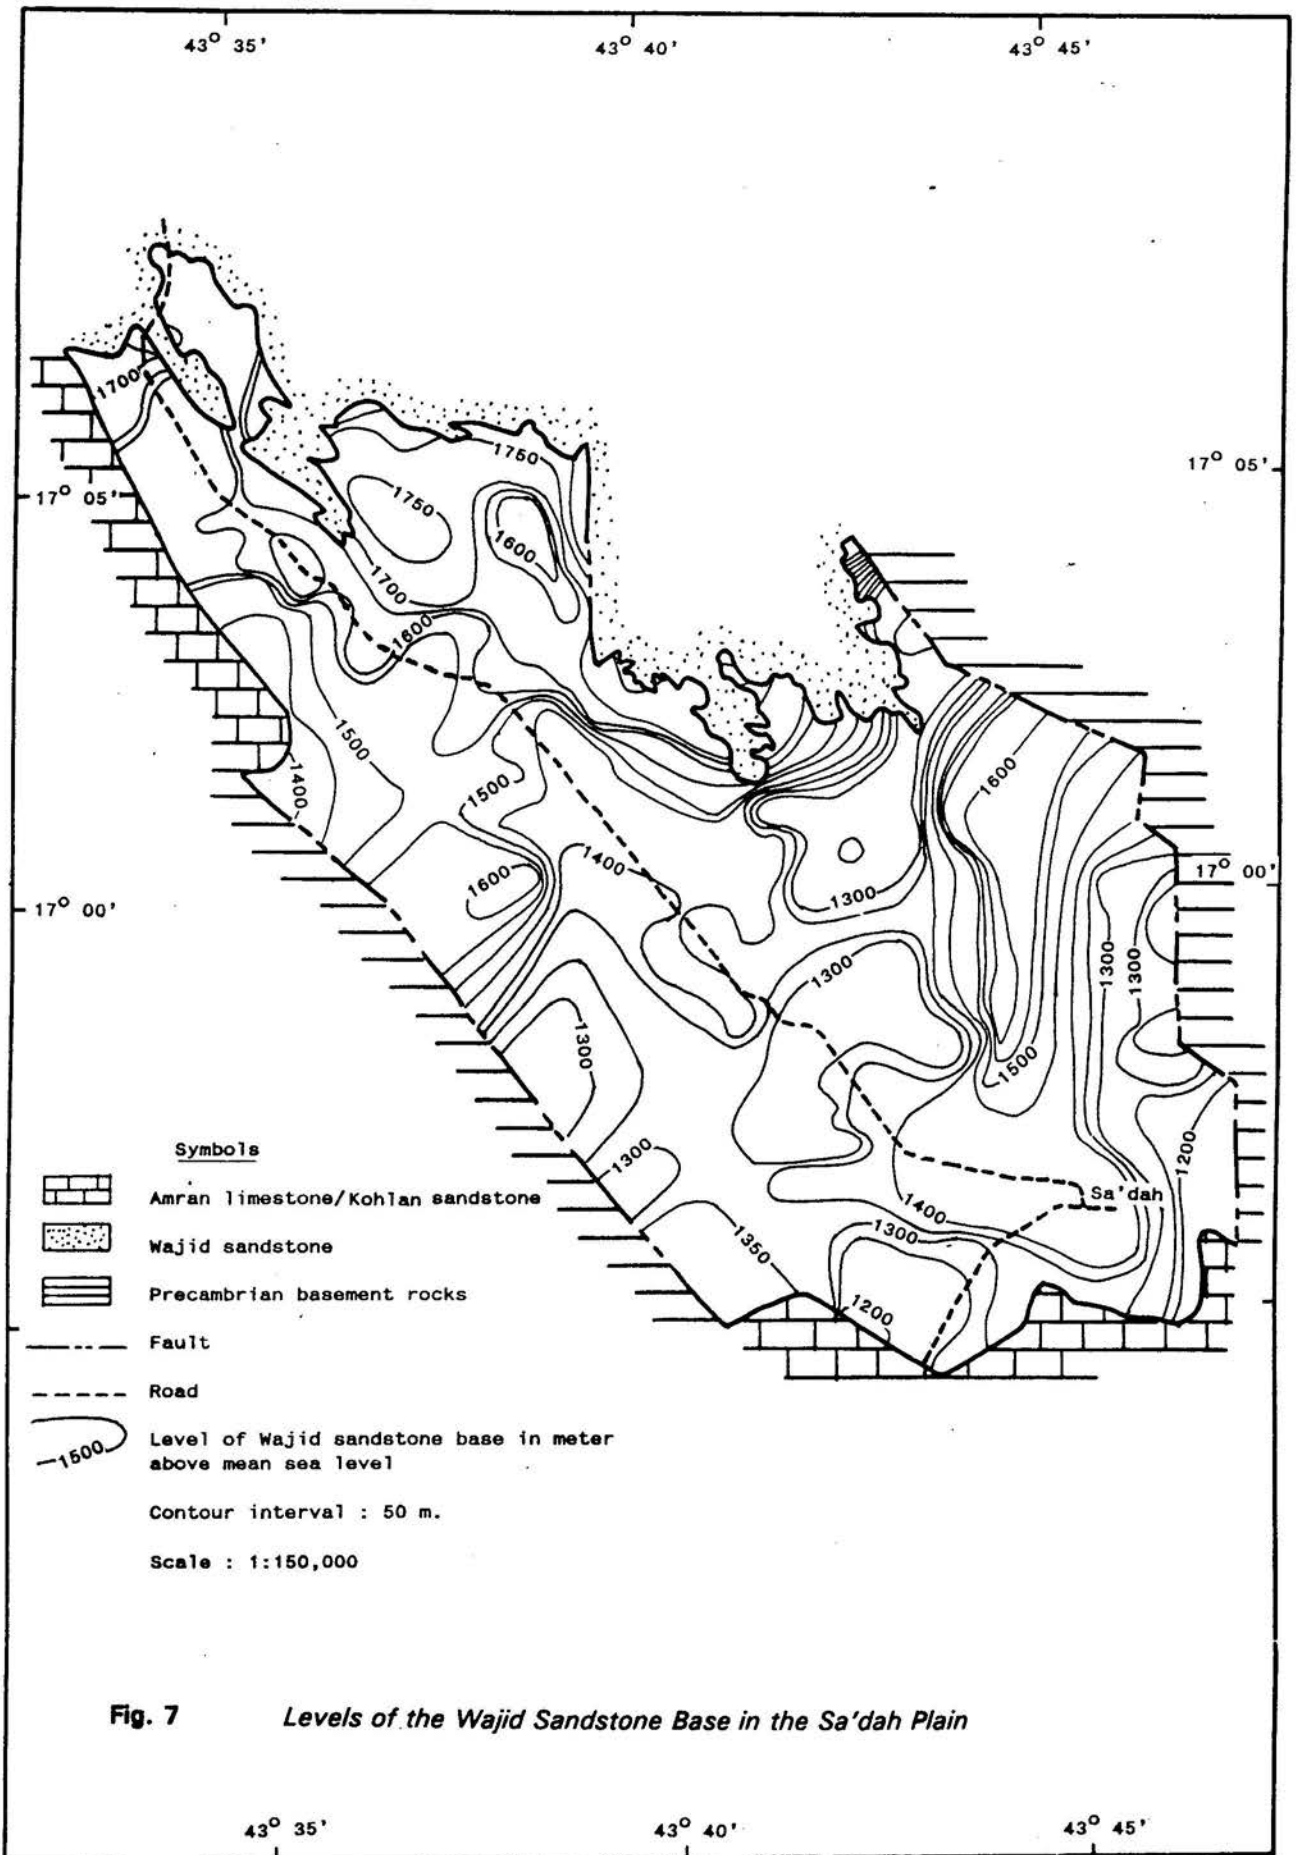 43° 35' 43° 40' 43° 45'
1700
1750
17° 05'
1750
17° 05'
1600
1700
1600
1500
1600
1400
1500
1400
17° 00'
1600
1300
17° 00'
1300
1300
1300
1300
1500
1200
1300
Sa'dah
1400
1300
1350
1200
Symbols
Amran limestone/Kohlan sandstone
Wajid sandstone
Precambrian basement rocks
Fault
Road
1500
Level of Wajid sandstone base in meter
above mean sea level
Contour interval : 50 m.
Scale : 1:150,000
Fig. 7 Levels of the Wajid Sandstone Base in the Sa'dah Plain
43° 35' 43° 40' 43° 45'